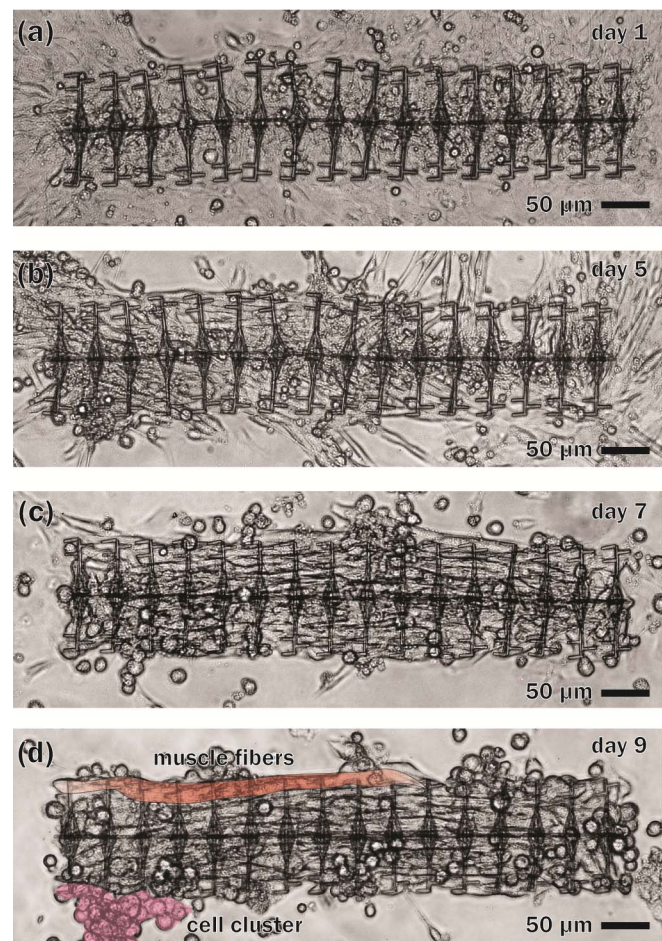 (a)
day 1
50 µm
(b)
day 5
50 µm
(c)
day 7
50 µm
(d)
muscle fibers
day 9
cell cluster
50 µm